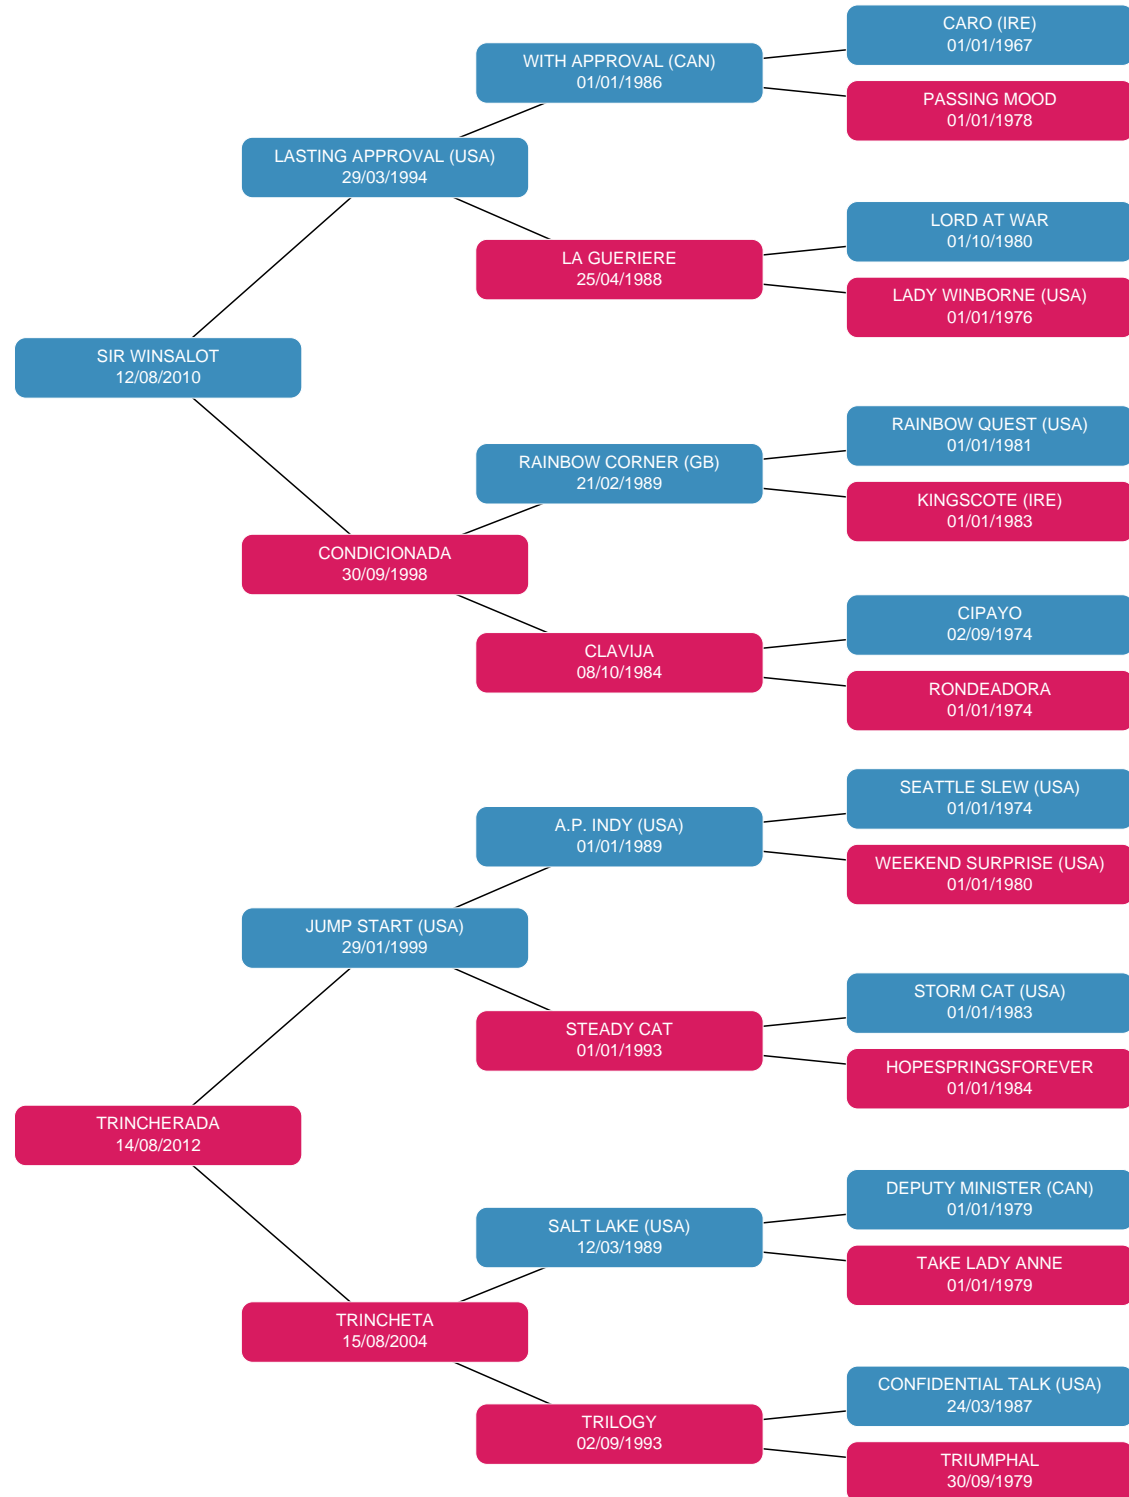 CARO (IRE)
01/01/1967
WITH APPROVAL (CAN)
01/01/1986
PASSING MOOD
01/01/1978
LASTING APPROVAL (USA)
29/03/1994
LORD AT WAR
01/10/1980
LA GUERIERE
25/04/1988
LADY WINBORNE (USA)
01/01/1976
SIR WINSALOT
12/08/2010
RAINBOW QUEST (USA)
01/01/1981
RAINBOW CORNER (GB)
21/02/1989
KINGSCOTE (IRE)
01/01/1983
CONDICIONADA
30/09/1998
CIPAYO
02/09/1974
CLAVIJA
08/10/1984
RONDEADORA
01/01/1974
SEATTLE SLEW (USA)
01/01/1974
A.P. INDY (USA)
01/01/1989
WEEKEND SURPRISE (USA)
01/01/1980
JUMP START (USA)
29/01/1999
STORM CAT (USA)
01/01/1983
STEADY CAT
01/01/1993
HOPESPRINGSFOREVER
01/01/1984
TRINCHERADA
14/08/2012
DEPUTY MINISTER (CAN)
01/01/1979
SALT LAKE (USA)
12/03/1989
TAKE LADY ANNE
01/01/1979
TRINCHETA
15/08/2004
CONFIDENTIAL TALK (USA)
24/03/1987
TRILOGY
02/09/1993
TRIUMPHAL
30/09/1979